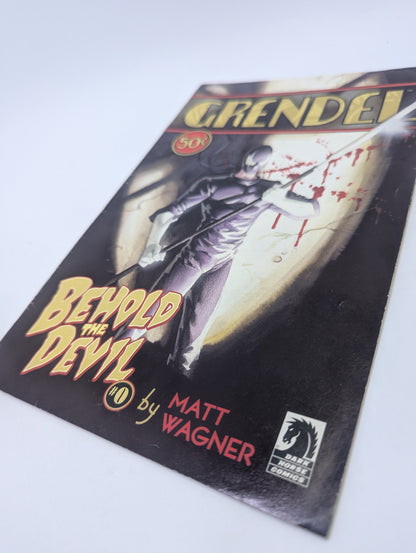 GRENDEL
50¢
BEHOLD
THE
DEVIL
#0
by MATT
WAGNER
DARK
HORSE
COMICS